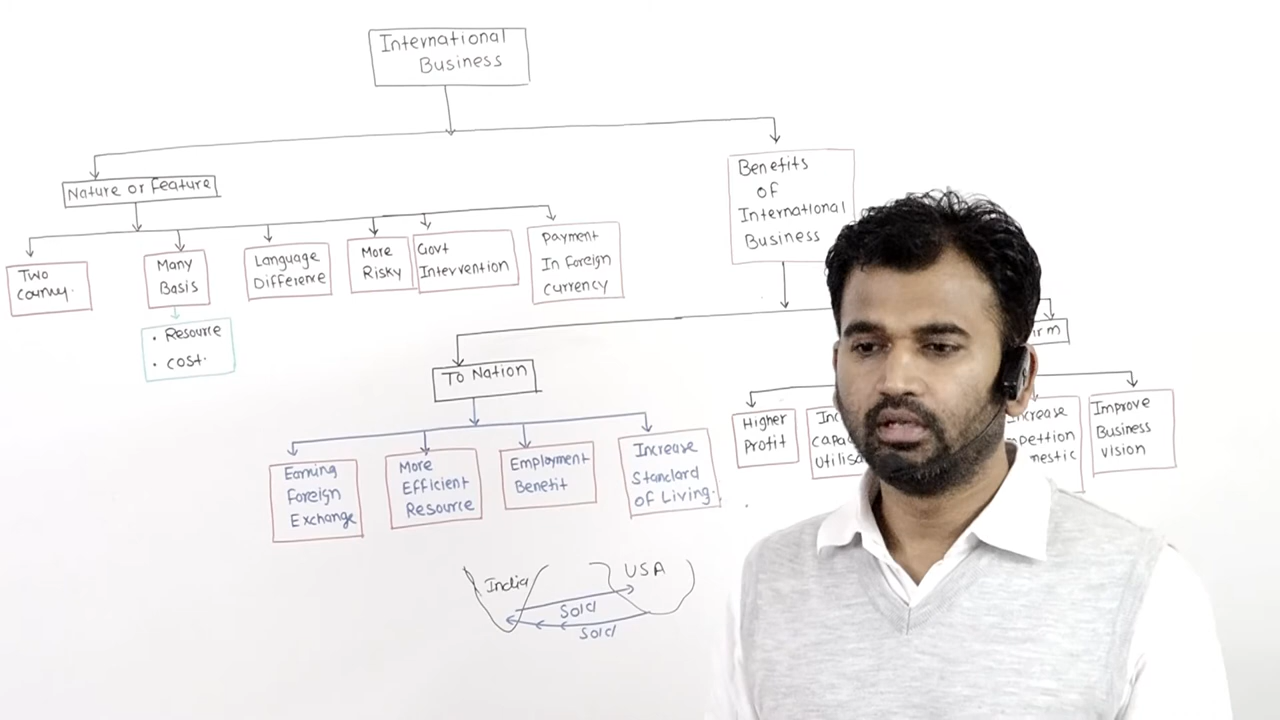 International
Business
Nature or Feature
Benefits
of
International
Business
Two
Many
Basis
Language
Difference
More
Risky
Govt
Intervention
Payment
In Foreign
Currency
• Resource
• Cost.
To Nation
Higher
Profit
Improve
Business
vision
Earning
Foreign
Exchange
More
Efficient
Resource
Employment
Benefit
Increase
Standard
of Living.
India
USA
Sold
Sold